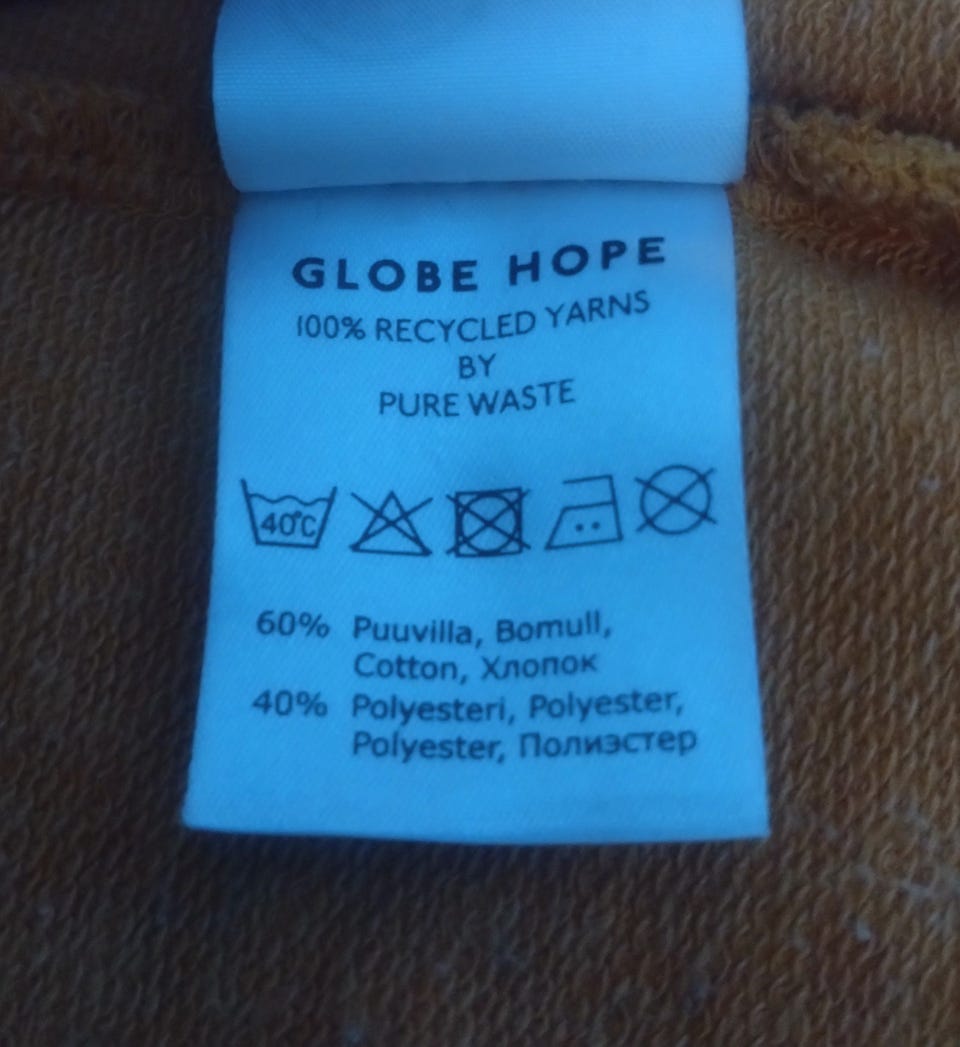 GLOBE HOPE
100% RECYCLED YARNS
BY
PURE WASTE
40°C
60% Puuvilla, Bomull,
Cotton, Хлопок
40% Polyesteri, Polyester,
Polyester, Полиэстер